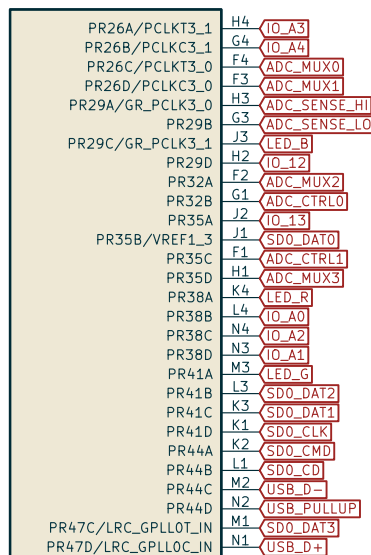 PR26A/PCLKT3_1 H4 IO_A3
PR26B/PCLKC3_1 G4 IO_A4
PR26C/PCLKT3_0 F4 ADC_MUX0
PR26D/PCLKC3_0 F3 ADC_MUX1
PR29A/GR_PCLK3_0 H3 ADC_SENSE_HI
PR29B G3 ADC_SENSE_LO
PR29C/GR_PCLK3_1 J3 LED_B
PR29D H2 IO_12
PR32A F2 ADC_MUX2
PR32B G1 ADC_CTRL0
PR35A J2 IO_13
PR35B/VREF1_3 J1 SD0_DAT0
PR35C F1 ADC_CTRL1
PR35D H1 ADC_MUX3
PR38A K4 LED_R
PR38B L4 IO_A0
PR38C N4 IO_A2
PR38D N3 IO_A1
PR41A M3 LED_G
PR41B L3 SD0_DAT2
PR41C K3 SD0_DAT1
PR41D K1 SD0_CLK
PR44A K2 SD0_CMD
PR44B L1 SD0_CD
PR44C M2 USB_D-
PR44D N2 USB_PULLUP
PR47C/LRC_GPLL0T_IN M1 SD0_DAT3
PR47D/LRC_GPLL0C_IN N1 USB_D+